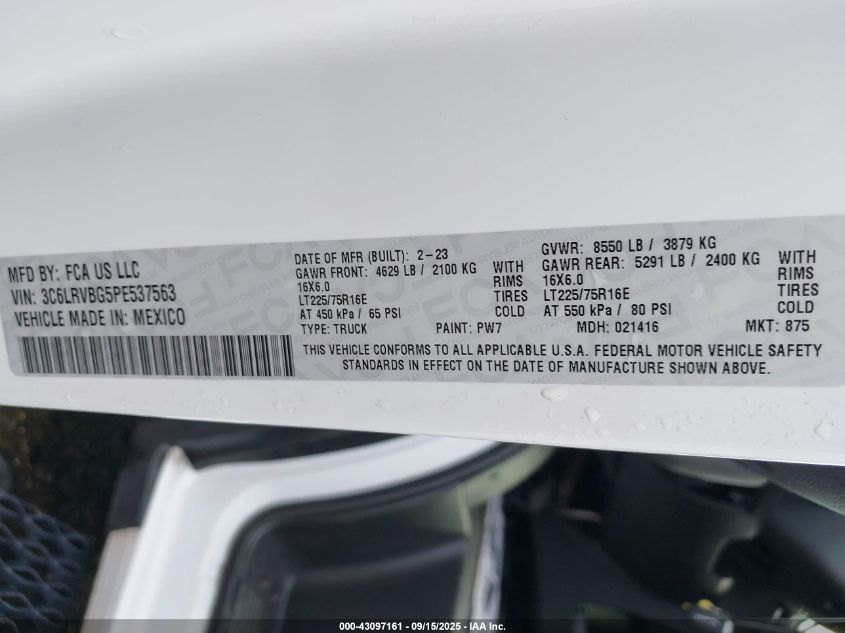 MFD BY: FCA US LLC
VIN: 3C6LRVBG5PE537563
VEHICLE MADE IN: MEXICO
DATE OF MFR (BUILT): 2-23
GAWR FRONT: 4629 LB / 2100 KG WITH
16X6.0 RIMS
LT225/75R16E TIRES
AT 450 kPa / 65 PSI COLD
TYPE: TRUCK PAINT: PW7
GVWR: 8550 LB / 3879 KG
GAWR REAR: 5291 LB / 2400 KG WITH
16X6.0 RIMS
LT225/75R16E TIRES
AT 550 kPa / 80 PSI COLD
MDH: 021416 MKT: 875
THIS VEHICLE CONFORMS TO ALL APPLICABLE U.S.A. FEDERAL MOTOR VEHICLE SAFETY
STANDARDS IN EFFECT ON THE DATE OF MANUFACTURE SHOWN ABOVE.
000-43097161 - 09/15/2025 - IAA Inc.